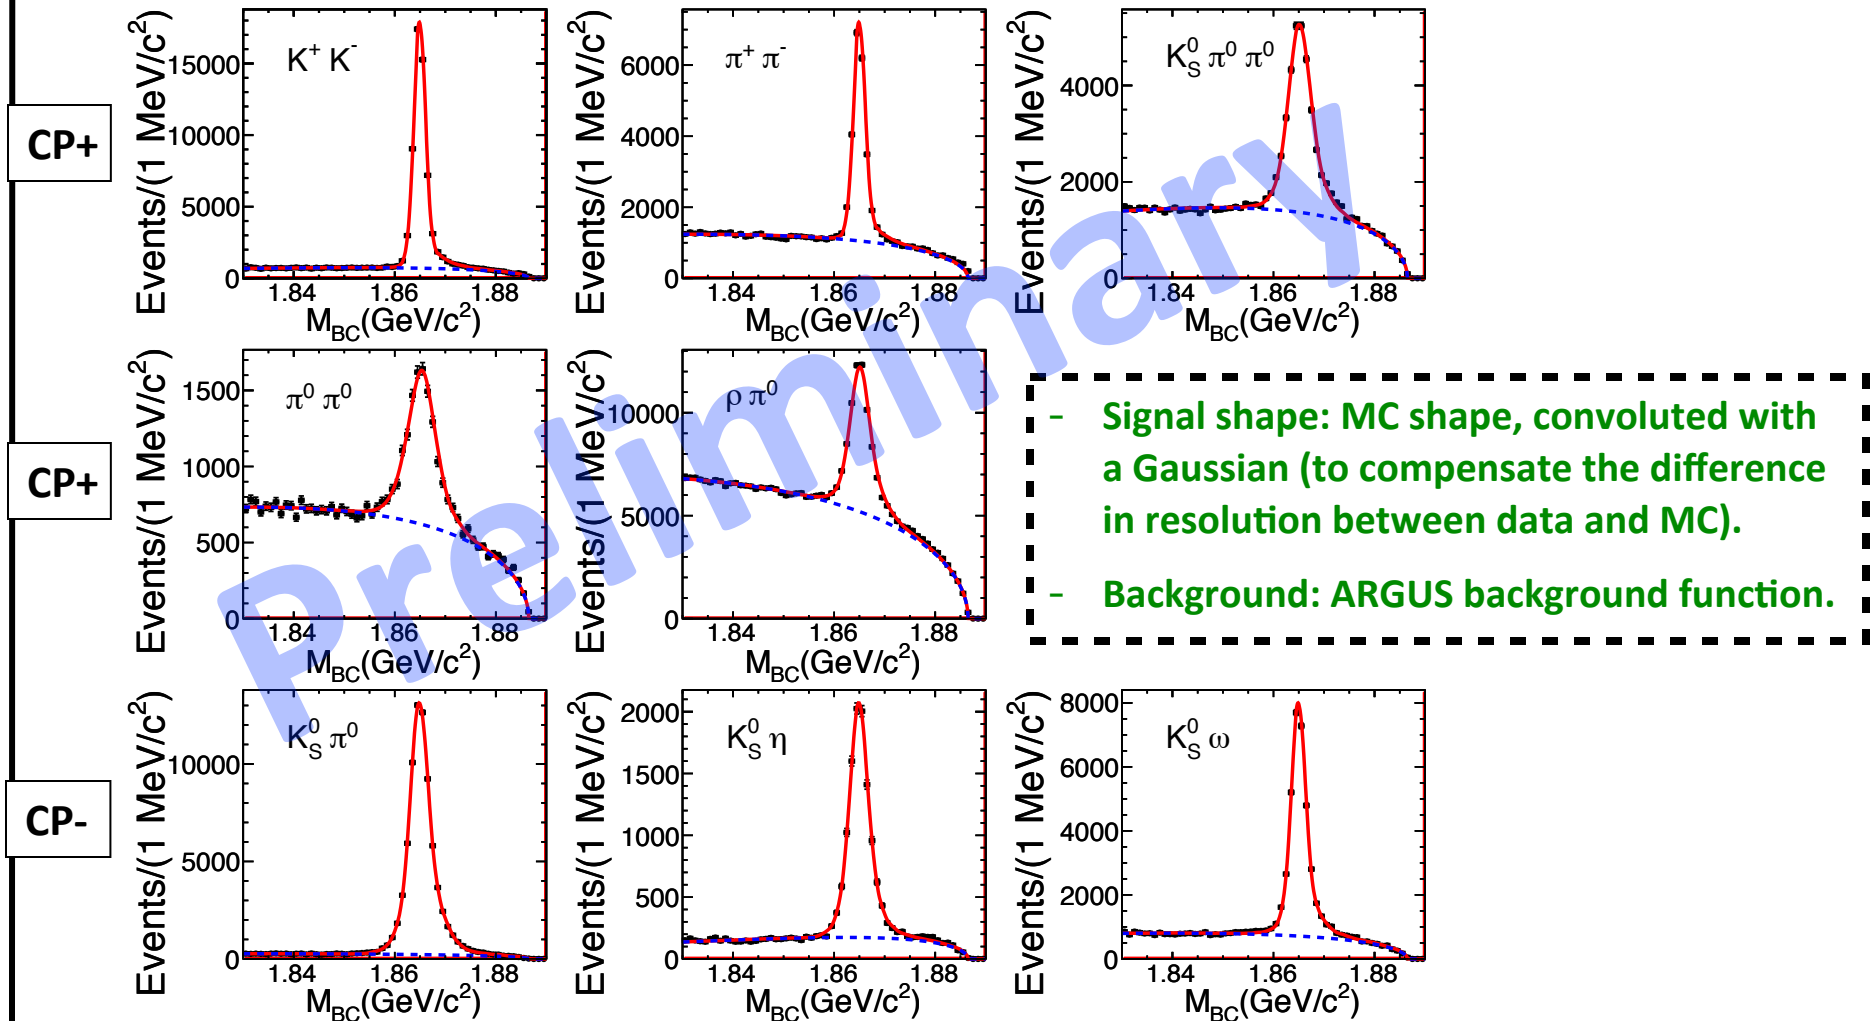 CP+
Events/(1 MeV/c²)
15000
10000
5000
0
K⁺ K⁻
1.84 1.86 1.88
M_BC(GeV/c²)
Events/(1 MeV/c²)
6000
4000
2000
0
π⁺ π⁻
1.84 1.86 1.88
M_BC(GeV/c²)
Events/(1 MeV/c²)
4000
2000
0
K_S⁰ π⁰ π⁰
1.84 1.86 1.88
M_BC(GeV/c²)
CP+
Events/(1 MeV/c²)
1500
1000
500
0
π⁰ π⁰
1.84 1.86 1.88
M_BC(GeV/c²)
Events/(1 MeV/c²)
10000
5000
0
ρ π⁰
1.84 1.86 1.88
M_BC(GeV/c²)
- Signal shape: MC shape, convoluted with
a Gaussian (to compensate the difference
in resolution between data and MC).
- Background: ARGUS background function.
CP-
Events/(1 MeV/c²)
10000
5000
0
K_S⁰ π⁰
1.84 1.86 1.88
M_BC(GeV/c²)
Events/(1 MeV/c²)
2000
1500
1000
500
0
K_S⁰ η
1.84 1.86 1.88
M_BC(GeV/c²)
Events/(1 MeV/c²)
8000
6000
4000
2000
0
K_S⁰ ω
1.84 1.86 1.88
M_BC(GeV/c²)
Preliminary